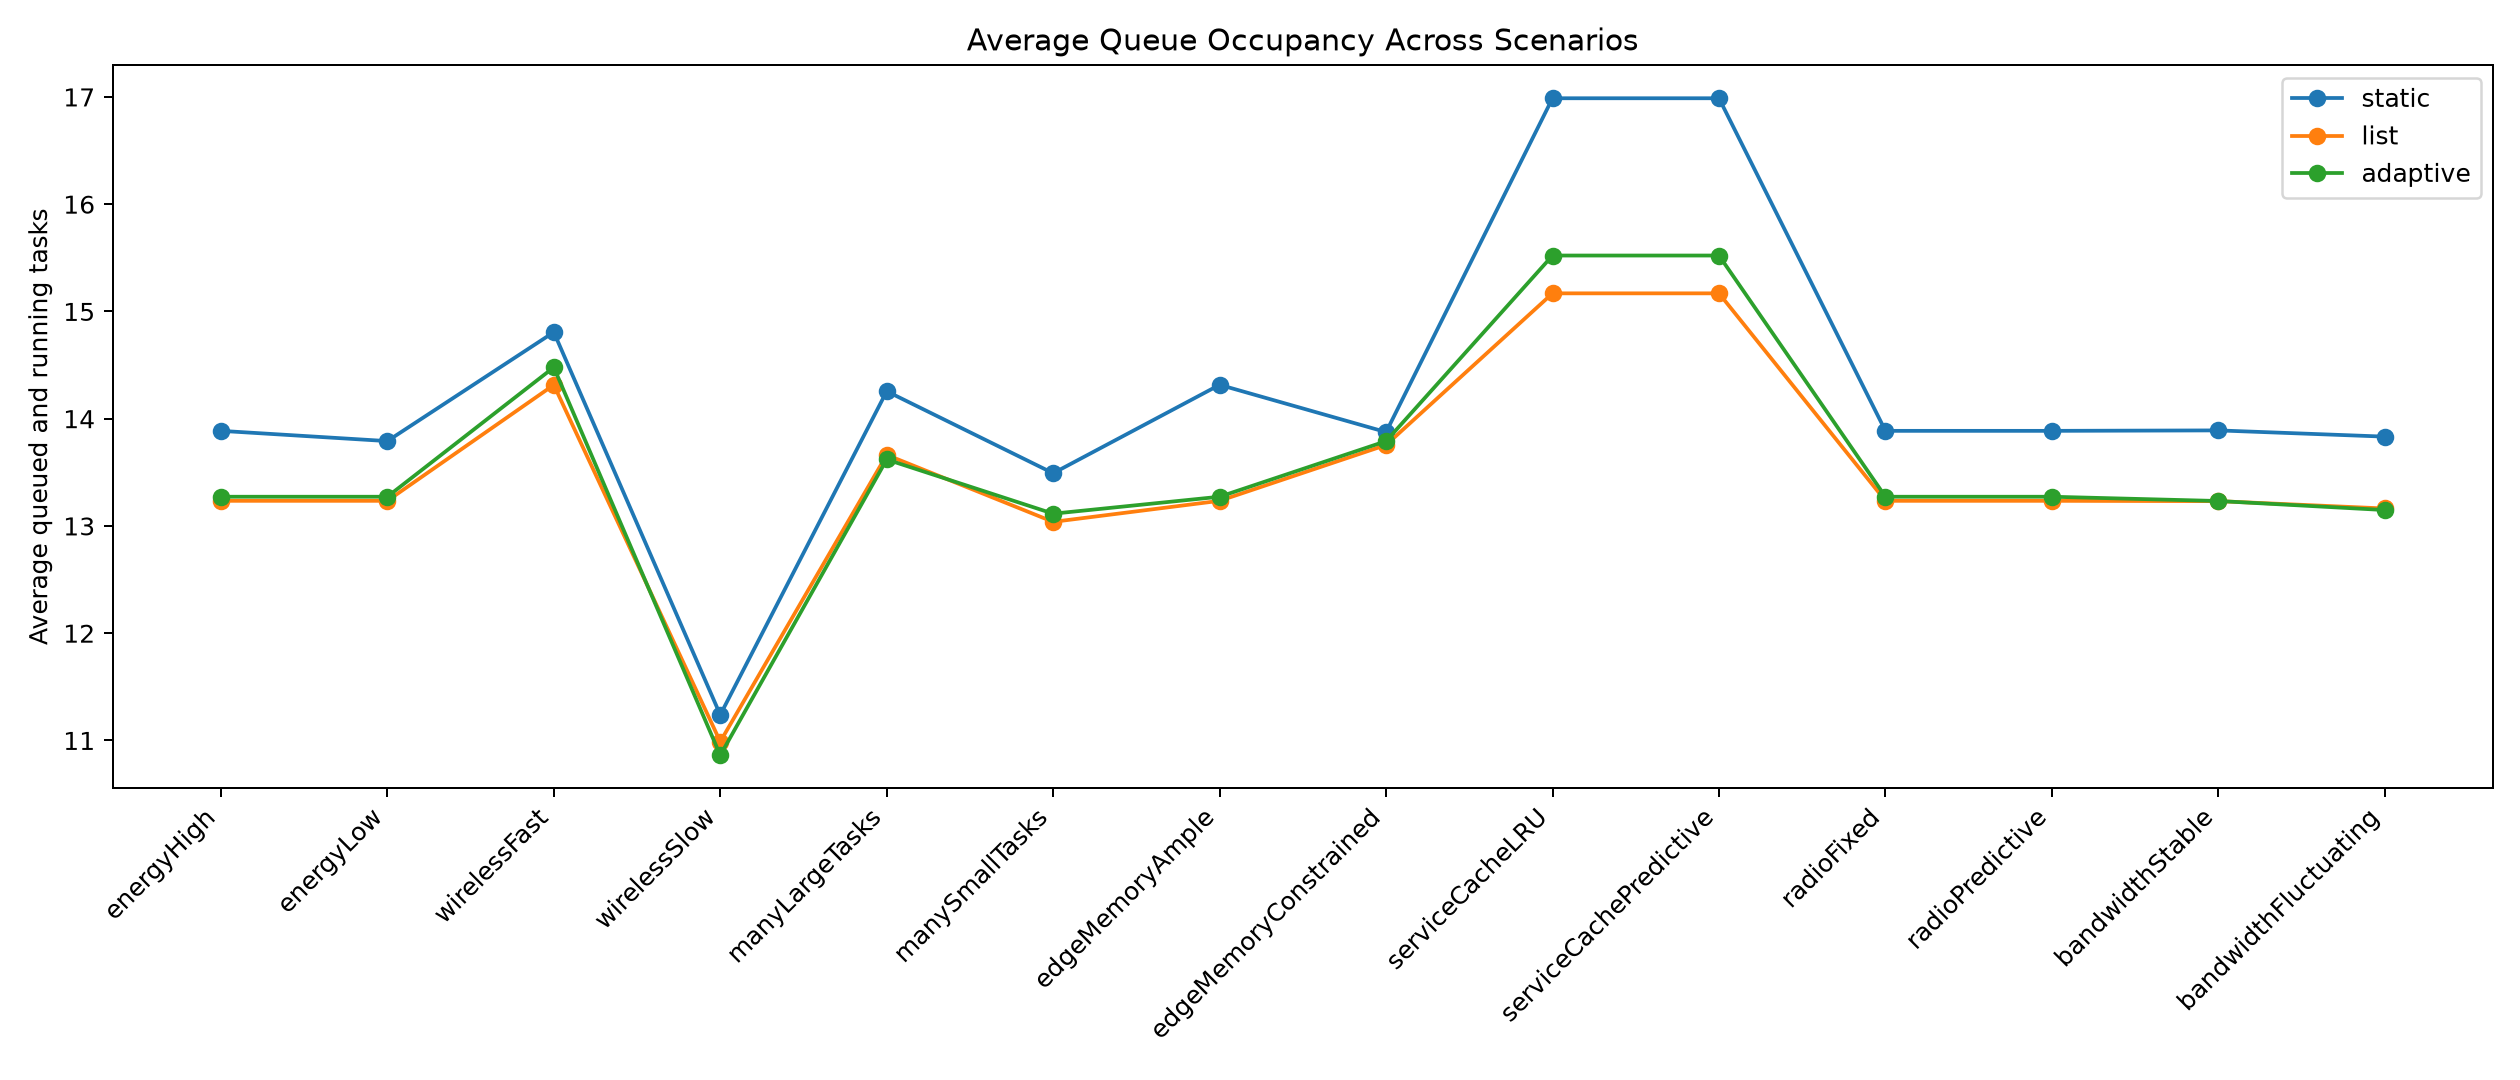 Average Queue Occupancy Across Scenarios
Average queued and running tasks
17
16
15
14
13
12
11
static
list
adaptive
energyHigh
energyLow
wirelessFast
wirelessSlow
manyLargeTasks
manySmallTasks
edgeMemoryAmple
edgeMemoryConstrained
serviceCacheLRU
serviceCachePredictive
radioFixed
radioPredictive
bandwidthStable
bandwidthFluctuating